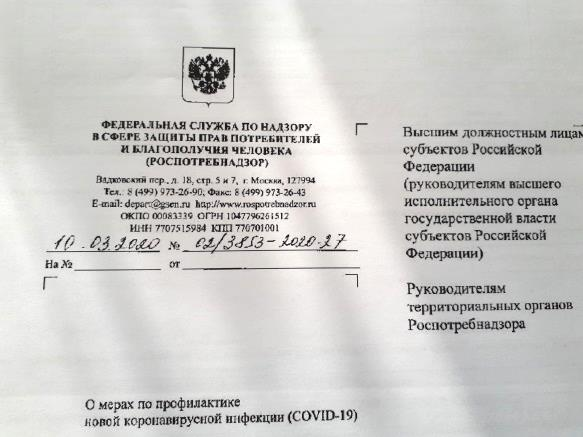 ФЕДЕРАЛЬНАЯ СЛУЖБА ПО НАДЗОРУ
В СФЕРЕ ЗАЩИТЫ ПРАВ ПОТРЕБИТЕЛЕЙ
И БЛАГОПОЛУЧИЯ ЧЕЛОВЕКА
(РОСПОТРЕБНАДЗОР)
Вадковский пер., д. 18, стр. 5 и 7, г. Москва, 127994
Тел.: 8 (499) 973-26-90; Факс: 8 (499) 973-26-43
E-mail: depart@gsen.ru http://www.rospotrebnadzor.ru
ОКПО 00083339 ОГРН 1047796261512
ИНН 7707515984 КПП 770701001
10.03.2020 № 02/3853-2020-27
На № от
Высшим должностным лицам
субъектов Российской
Федерации
(руководителям высшего
исполнительного органа
государственной власти
субъектов Российской
Федерации)
Руководителям
территориальных органов
Роспотребнадзора
О мерах по профилактике
новой коронавирусной инфекции (COVID-19)